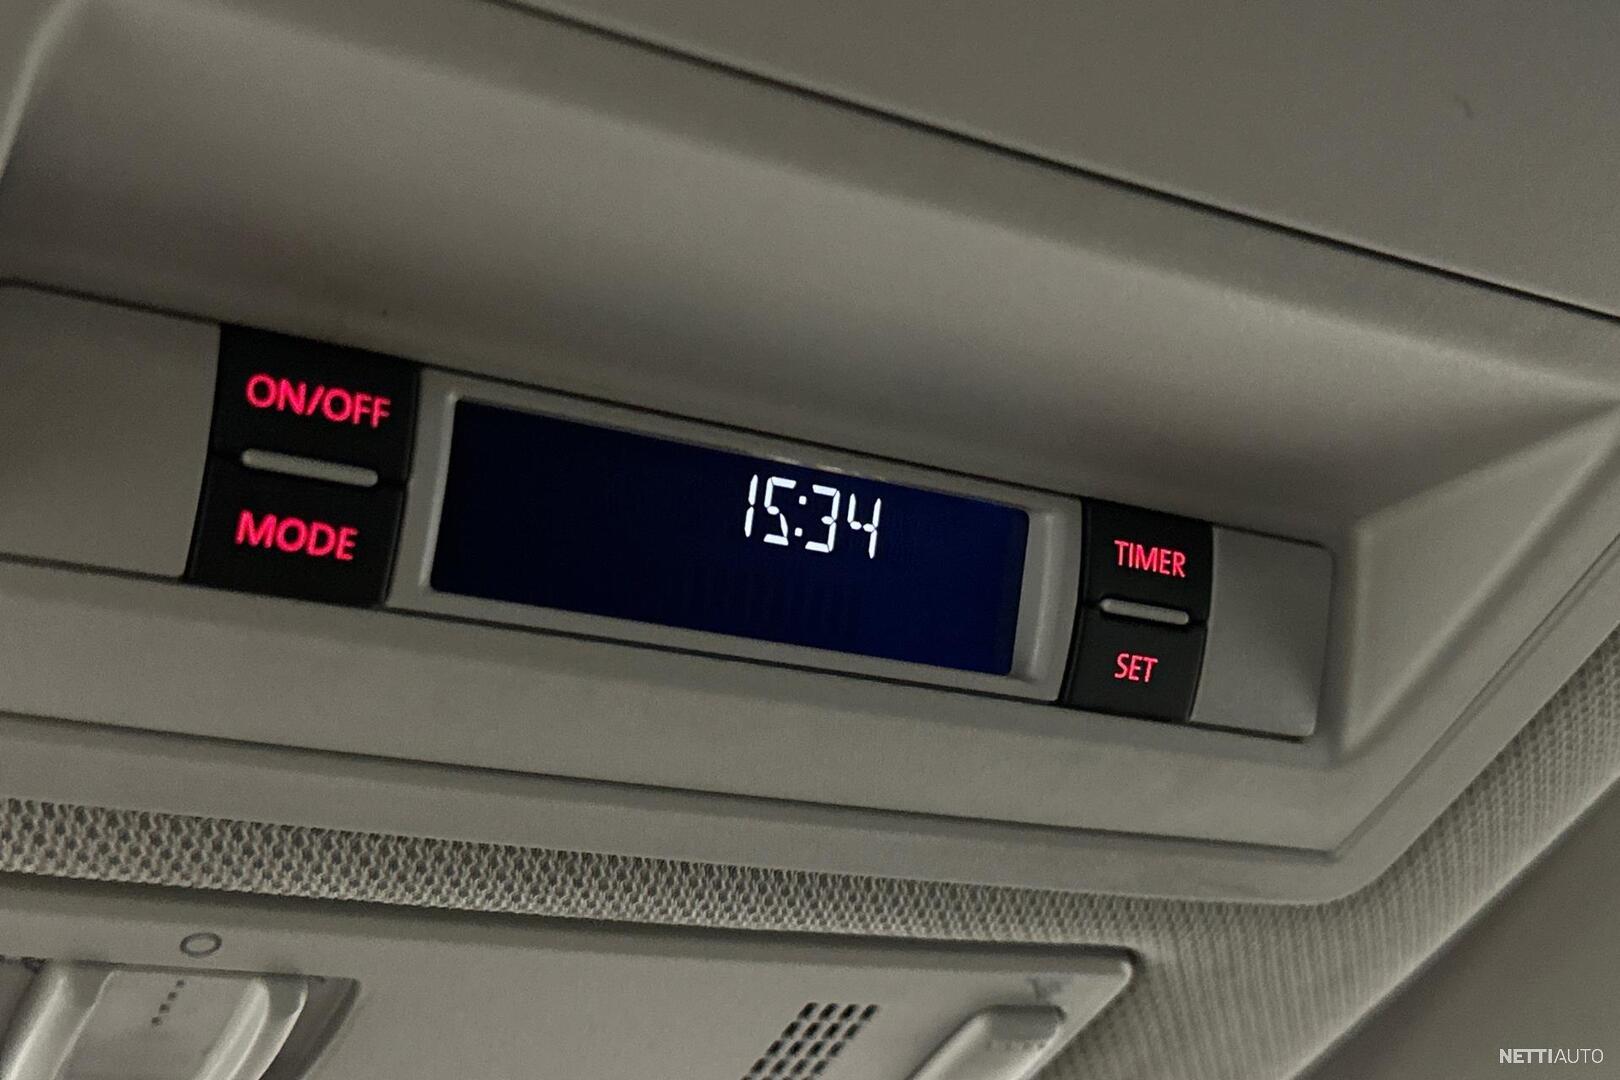 ON/OFF
MODE
15:34
TIMER
SET
NETTIAUTO